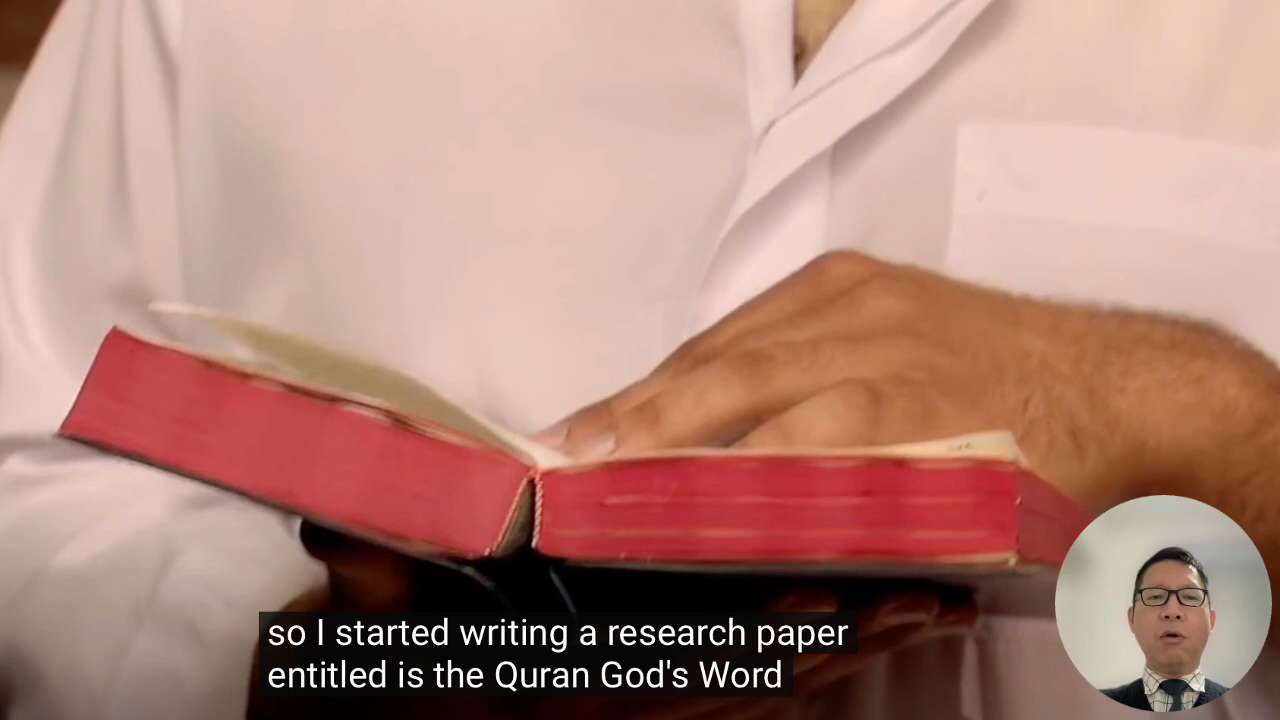 so I started writing a research paper
entitled is the Quran God's Word